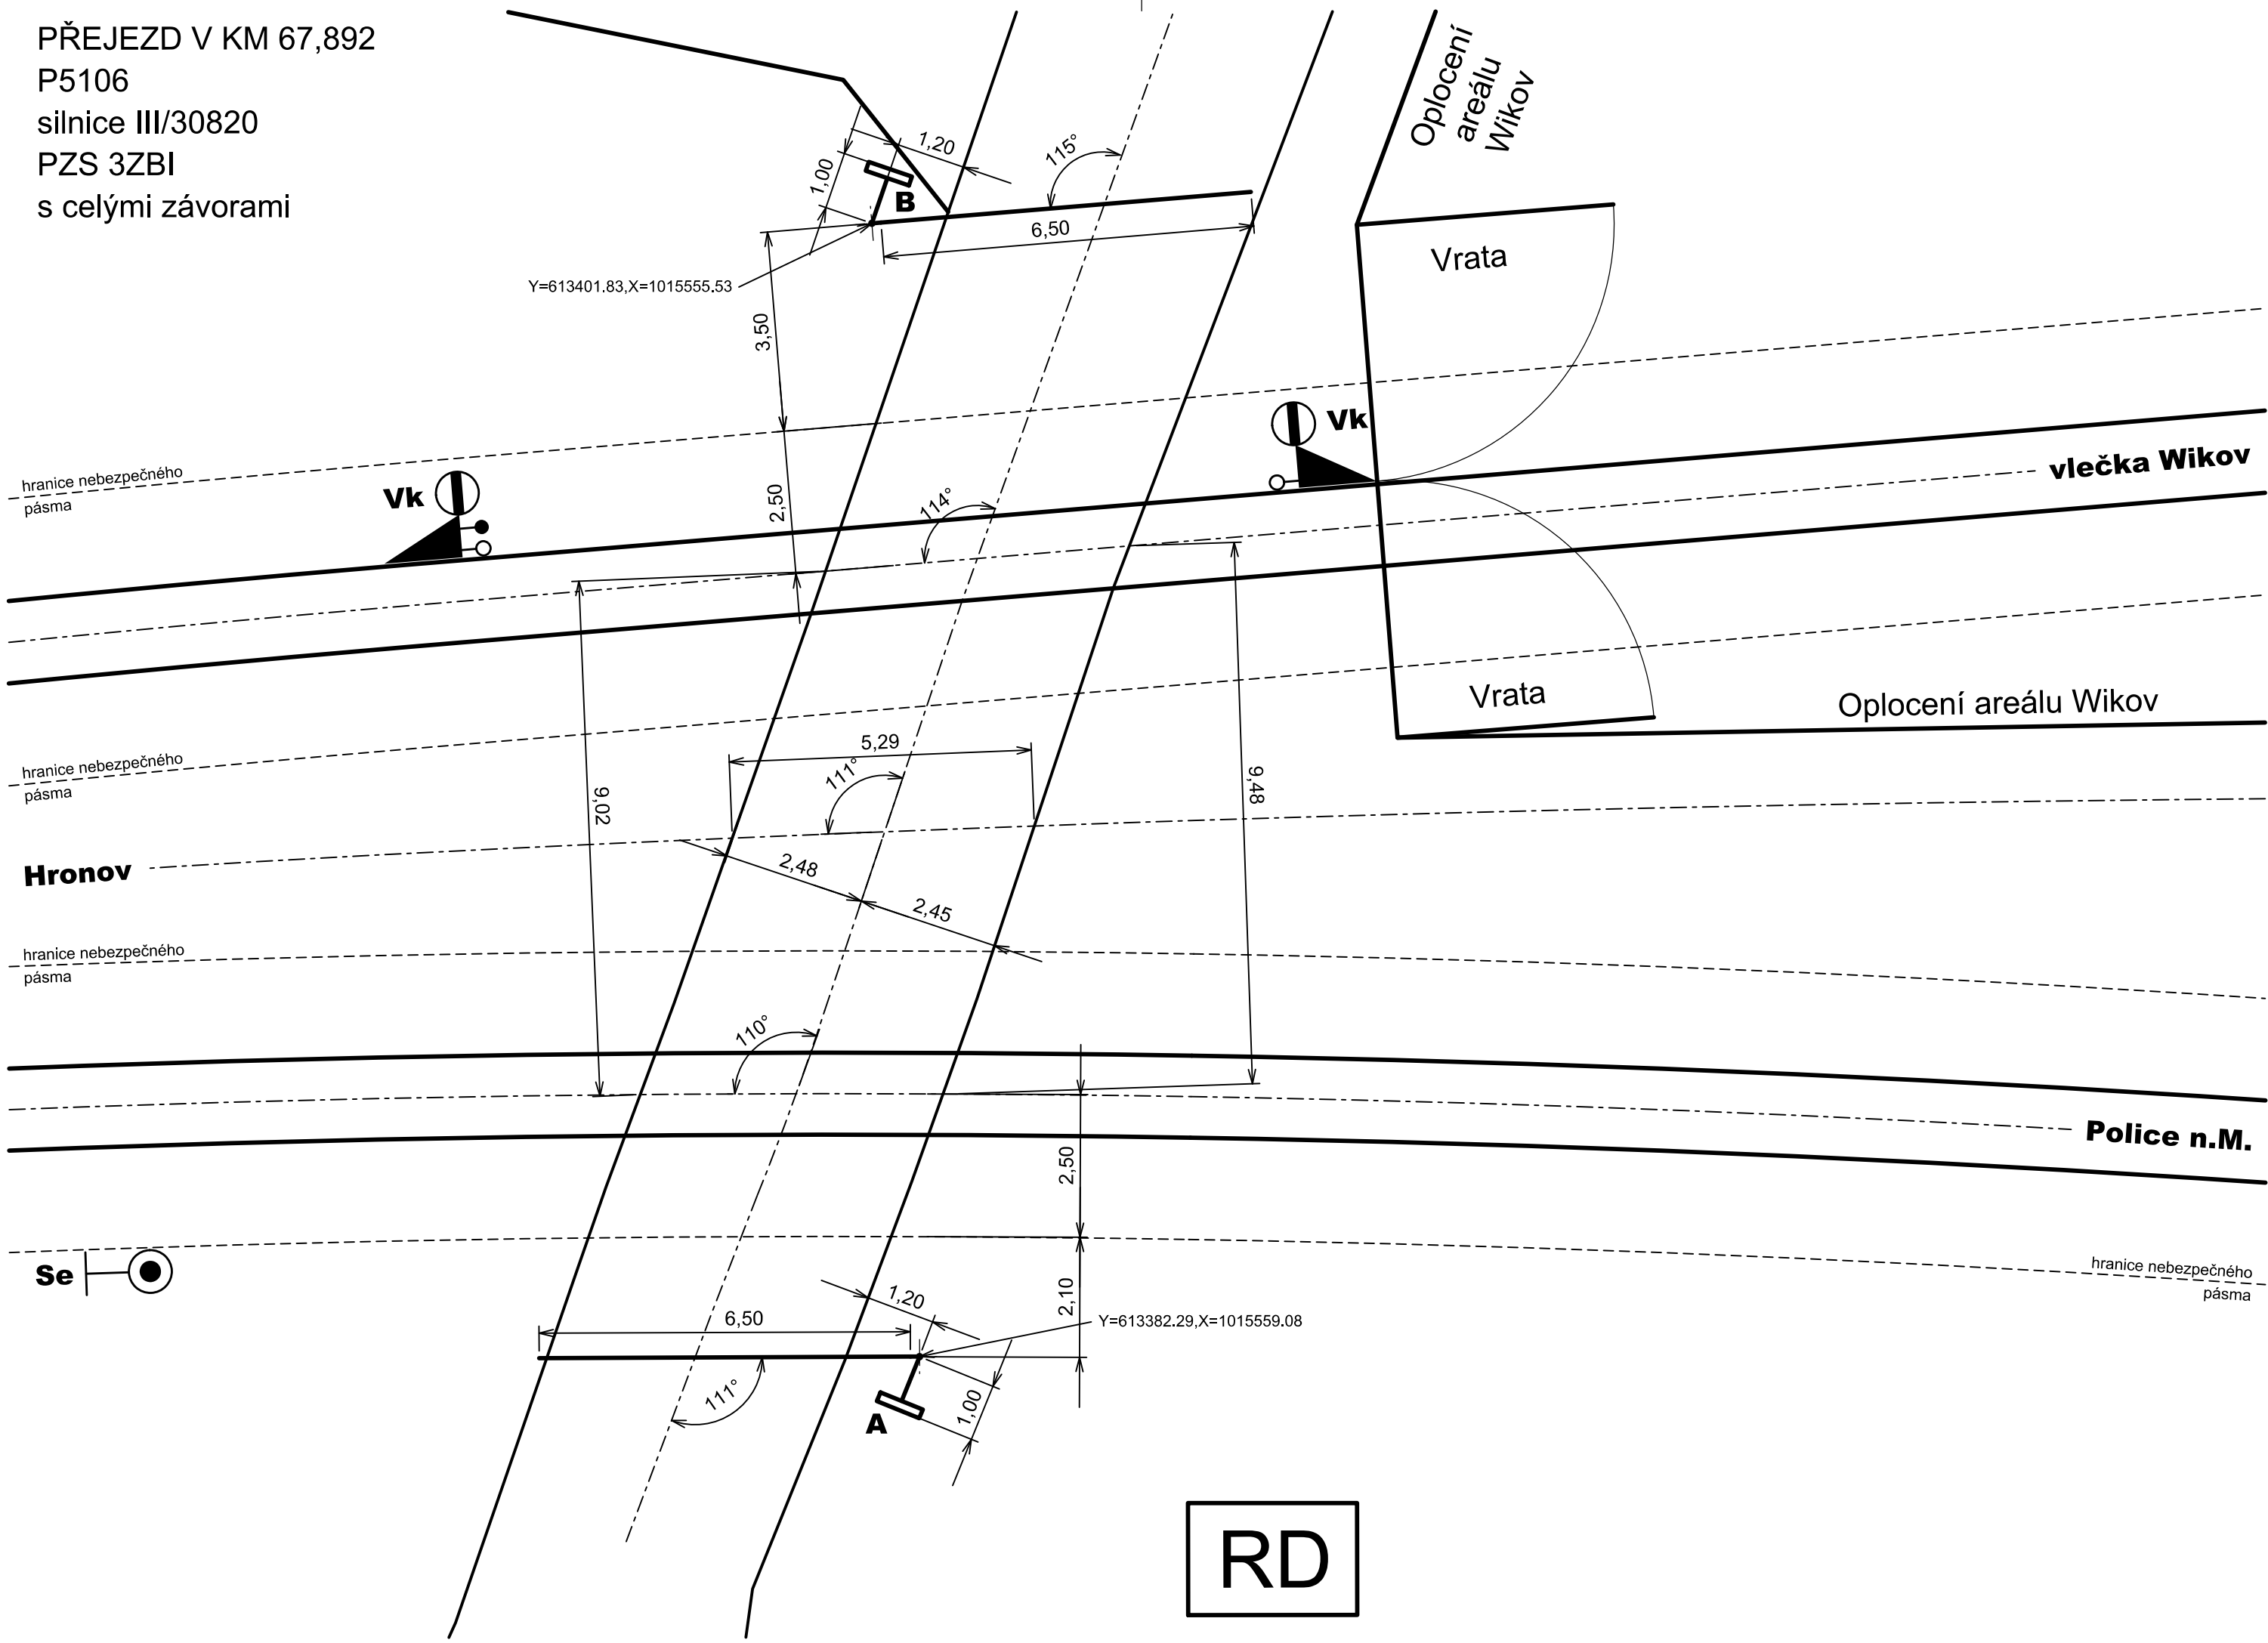 PŘEJEZD V KM 67,892
P5106
silnice III/30820
PZS 3ZBI
s celými závorami
Oplocení
areálu
Wikov
1,20
1,00
B
115°
6,50
Vrata
Y=613401.83,X=1015555.53
3,50
Vk
vlečka Wikov
hranice nebezpečného
pásma
Vk
2,50
114°
Vrata
Oplocení areálu Wikov
hranice nebezpečného
pásma
5,29
111°
9,02
9,48
Hronov
2,48
2,45
hranice nebezpečného
pásma
110°
Police n.M.
2,50
Se
hranice nebezpečného
pásma
2,10
1,20
6,50
Y=613382.29,X=1015559.08
111°
1,00
A
RD